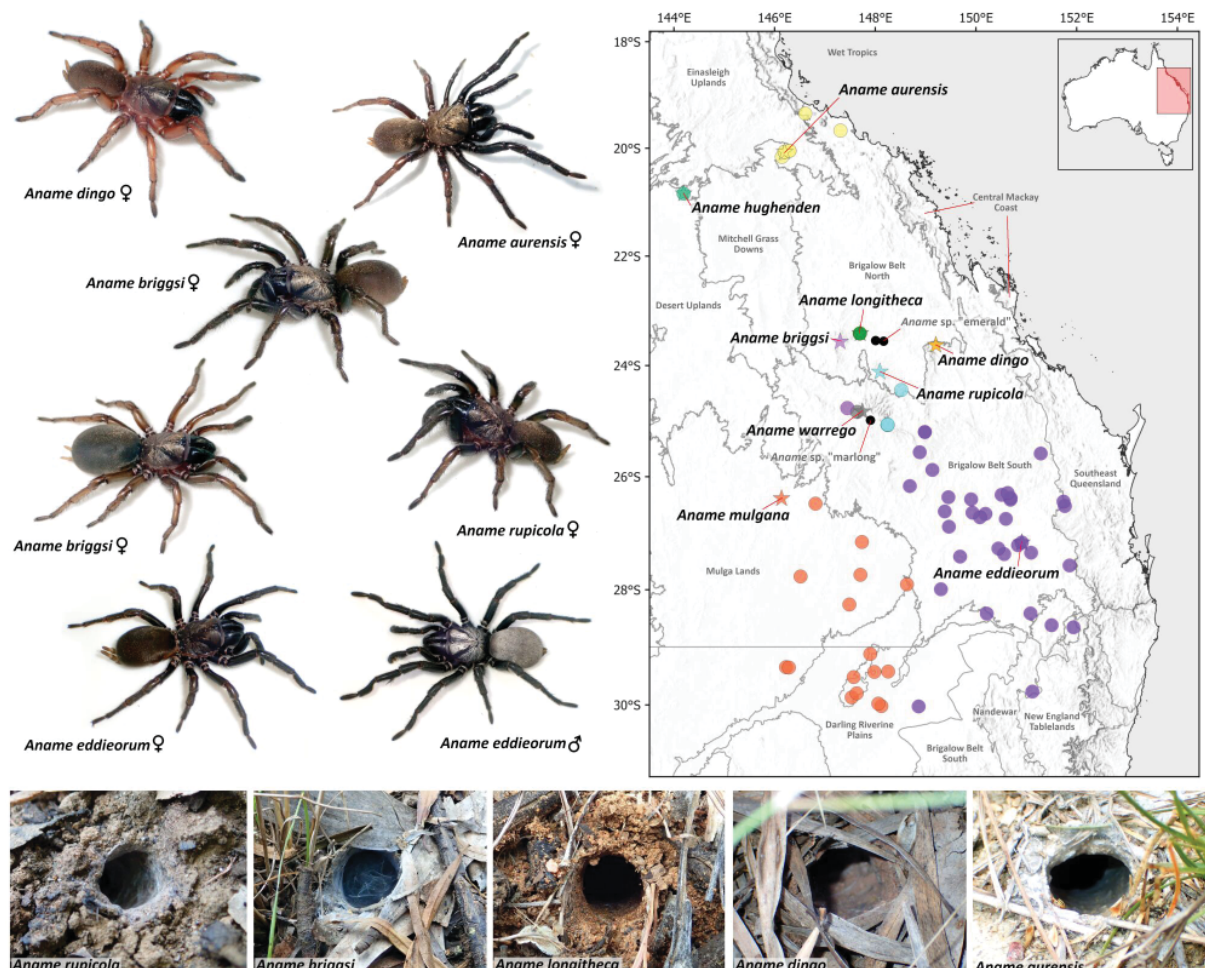 Aname dingo ♀
Aname aurensis ♀
Aname briggsi ♀
Aname briggsi ♀
Aname rupicola ♀
Aname eddieorum ♀
Aname eddieorum ♂
144°E
146°E
148°E
150°E
152°E
154°E
18°S
20°S
22°S
24°S
26°S
28°S
30°S
Wet Tropics
Einasleigh
Uplands
Aname aurensis
Aname hughenden
Central Mackay
Coast
Mitchell Grass
Downs
Brigalow Belt
North
Desert Uplands
Aname longitheca
Aname sp. "emerald"
Aname briggsi
Aname dingo
Aname rupicola
Aname warrego
Aname sp. "marlong"
Brigalow Belt South
Southeast
Queensland
Aname mulgana
Mulga Lands
Aname eddieorum
Nandewar
New England
Tablelands
Darling Riverine
Plains
Brigalow Belt
South
Aname rupicola
Aname briggsi
Aname longitheca
Aname dingo
Aname aurensis